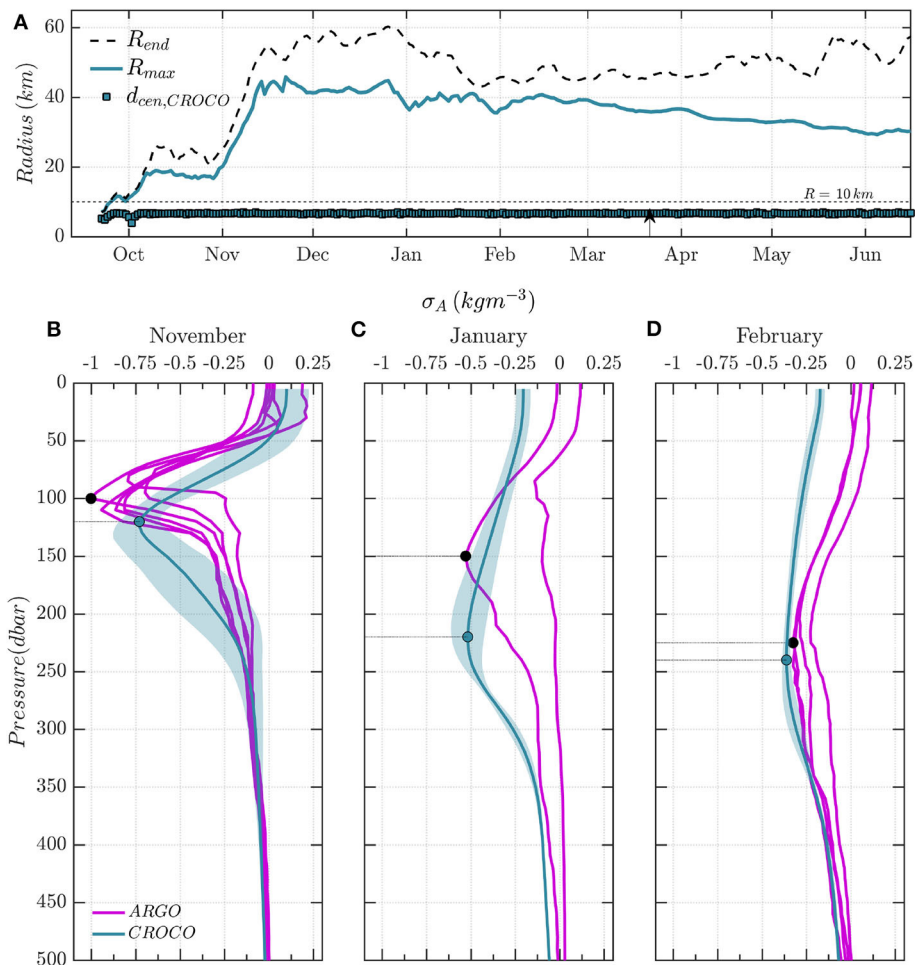 A
60
40
20
0
Radius (km)
R_end
R_max
d_cen,CROCO
R = 10 km
Oct Nov Dec Jan Feb Mar Apr May Jun
σ_A (kgm^-3)
B November C January D February
-1 -0.75 -0.5 -0.25 0 0.25 -1 -0.75 -0.5 -0.25 0 0.25 -1 -0.75 -0.5 -0.25 0 0.25
0
50
100
150
200
250
300
350
400
450
500
Pressure(dbar)
ARGO
CROCO